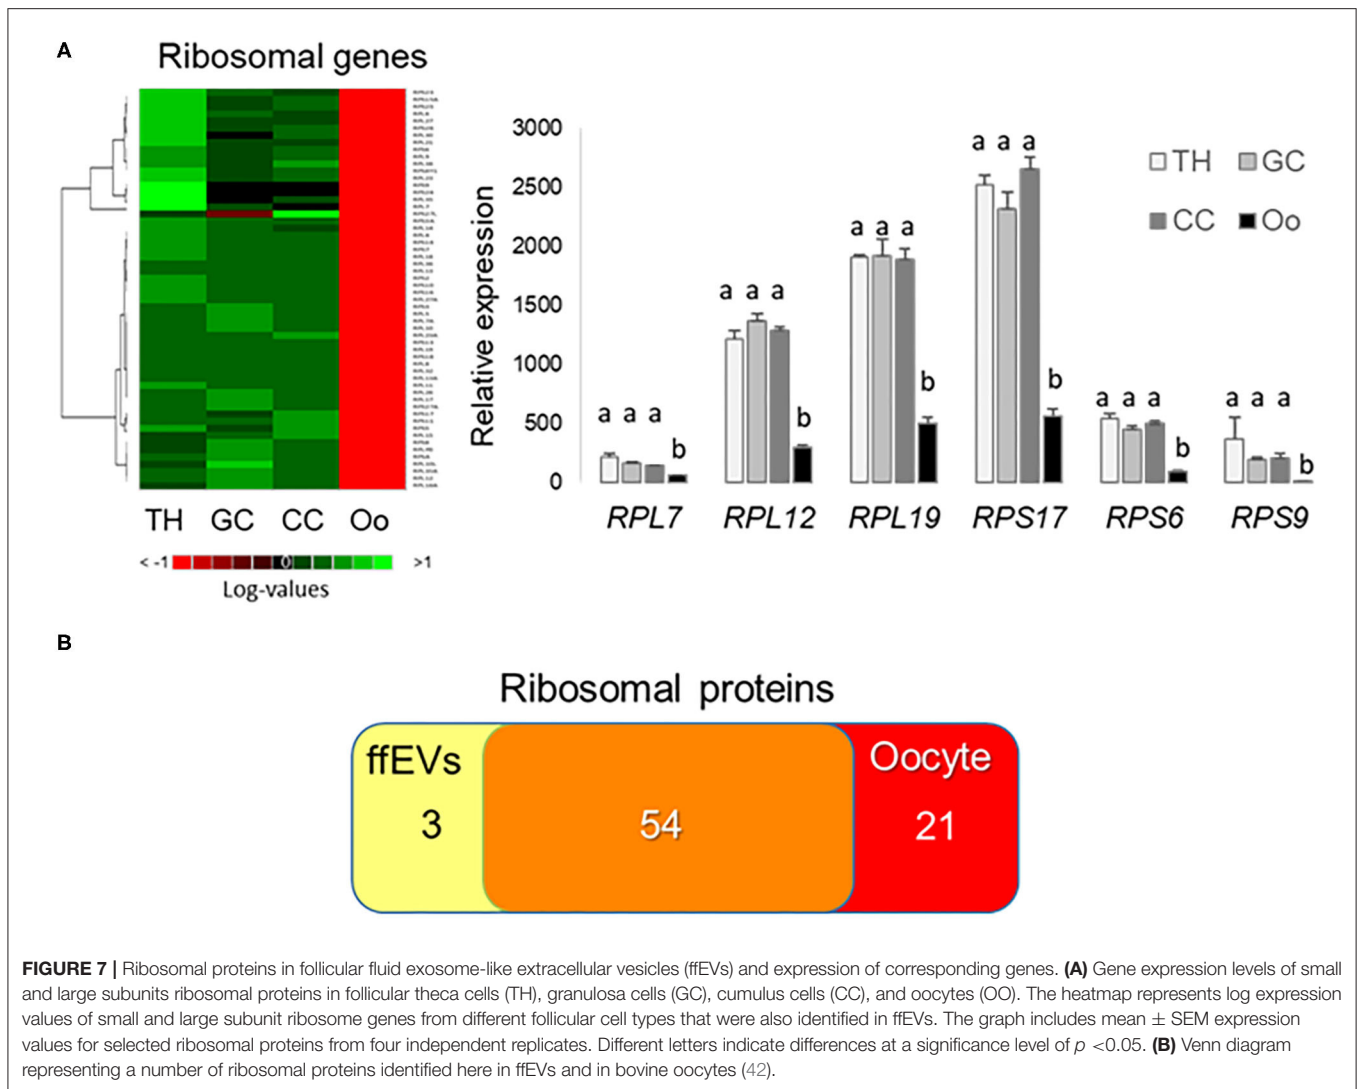 A
Ribosomal genes
TH GC CC Oo
< -1 0 >1
Log-values
Relative expression
3000
2500
2000
1500
1000
500
0
a a a b
a a a b
a a a b
a a a b
a a a b
a a a b
RPL7 RPL12 RPL19 RPS17 RPS6 RPS9
TH GC
CC Oo
B
Ribosomal proteins
ffEVs Oocyte
3 54 21
FIGURE 7 | Ribosomal proteins in follicular fluid exosome-like extracellular vesicles (ffEVs) and expression of corresponding genes. (A) Gene expression levels of small
and large subunits ribosomal proteins in follicular theca cells (TH), granulosa cells (GC), cumulus cells (CC), and oocytes (OO). The heatmap represents log expression
values of small and large subunit ribosome genes from different follicular cell types that were also identified in ffEVs. The graph includes mean ± SEM expression
values for selected ribosomal proteins from four independent replicates. Different letters indicate differences at a significance level of p <0.05. (B) Venn diagram
representing a number of ribosomal proteins identified here in ffEVs and in bovine oocytes (42).